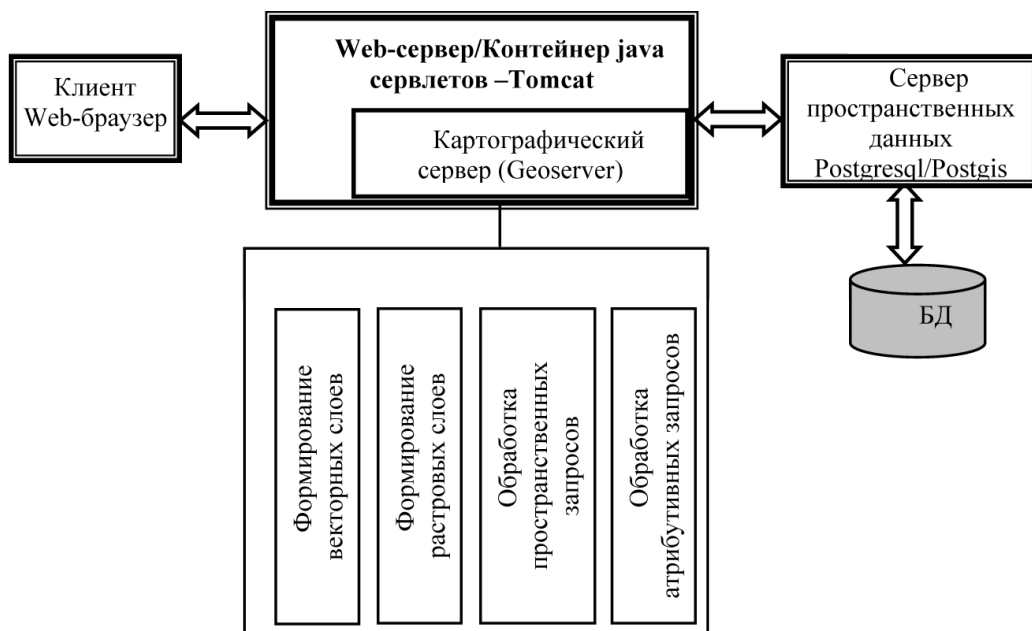 Клиент
Web-браузер
Web-сервер/Контейнер java
сервлетов –Tomcat
Картографический
сервер (Geoserver)
Сервер
пространственных
данных
Postgresql/Postgis
БД
Формирование
векторных слоев
Формирование
растровых слоев
Обработка
пространственных
запросов
Обработка
атрибутивных запросов